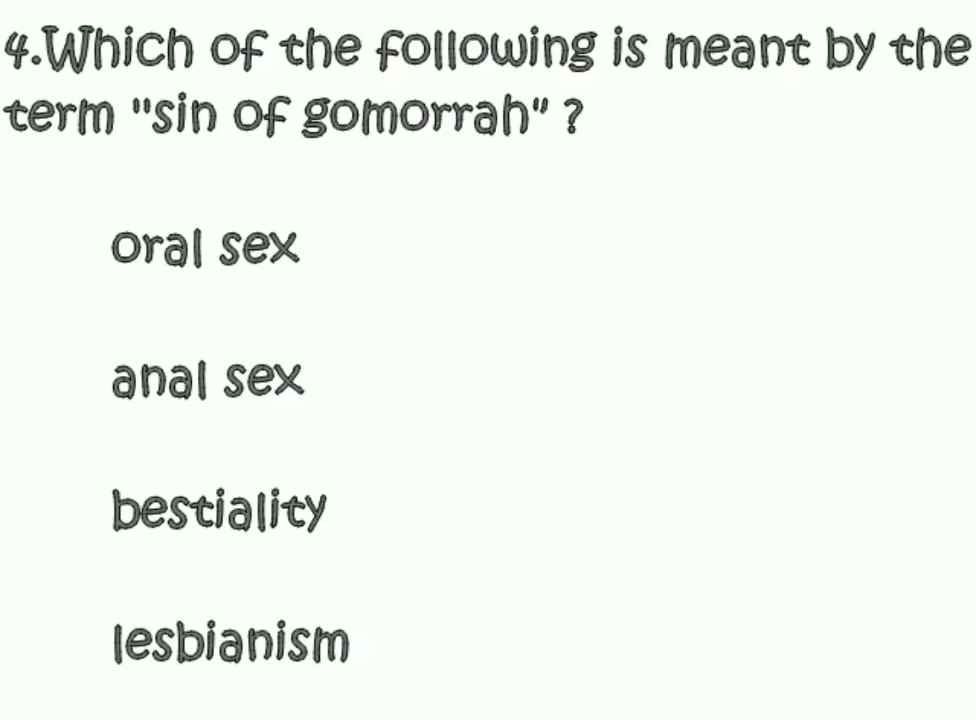 4.Which of the following is meant by the
term "sin of gomorrah" ?
oral sex
anal sex
bestiality
lesbianism